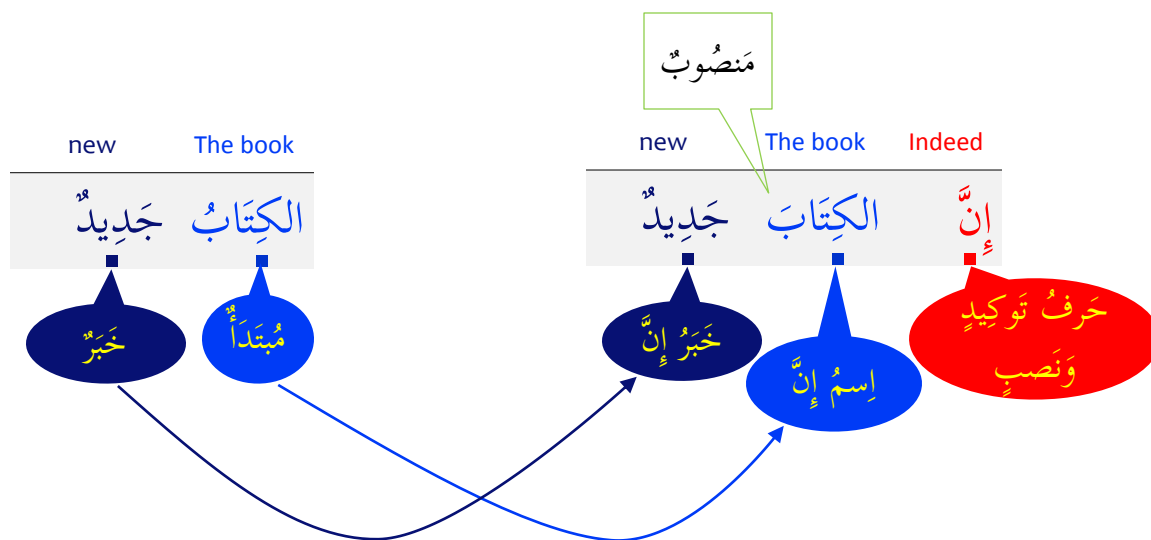 مَنصُوبٌ
new The book
الكِتَابُ جَدِيدٌ
مُبتَدَأٌ
خَبَرٌ
new The book Indeed
إِنَّ الكِتَابَ جَدِيدٌ
حَرفُ تَوكِيدٍ
وَنَصبٍ
اِسمُ إِنَّ
خَبَرُ إِنَّ